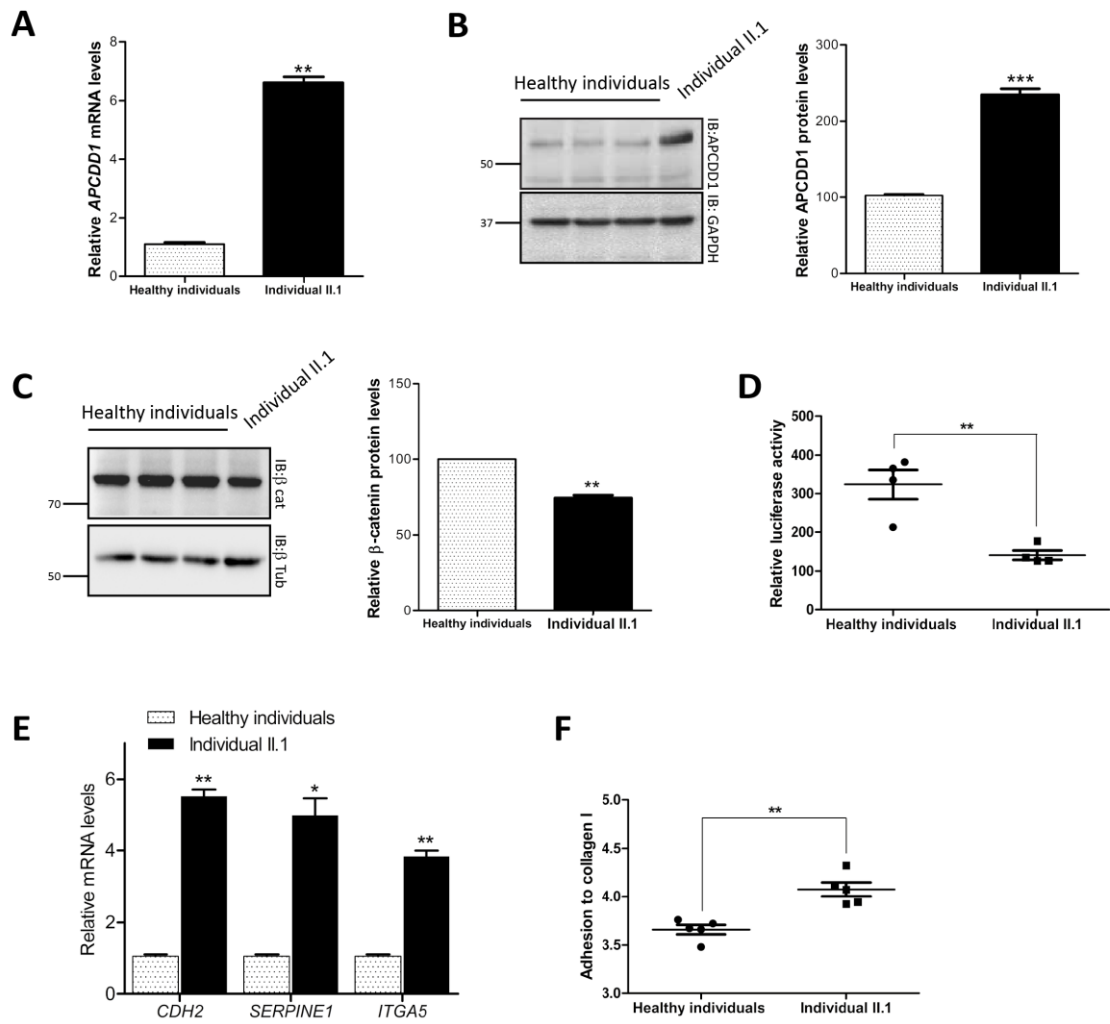 A
Relative APCDD1 mRNA levels
8
6
4
2
0
**
Healthy individuals
Individual II.1
B
Healthy individuals
Individual II.1
50
37
IB:APCDD1
IB: GAPDH
Relative APCDD1 protein levels
300
200
100
0
***
Healthy individuals
Individual II.1
C
Healthy individuals
Individual II.1
70
50
IB:β cat
IB:β Tub
Relative β-catenin protein levels
150
100
50
0
**
Healthy individuals
Individual II.1
D
Relative luciferase activiy
500
400
300
200
100
0
**
Healthy individuals
Individual II.1
E
Healthy individuals
Individual II.1
Relative mRNA levels
6
4
2
0
**
*
**
CDH2
SERPINE1
ITGA5
F
Adhesion to collagen I
5.0
4.5
4.0
3.5
3.0
**
Healthy individuals
Individual II.1